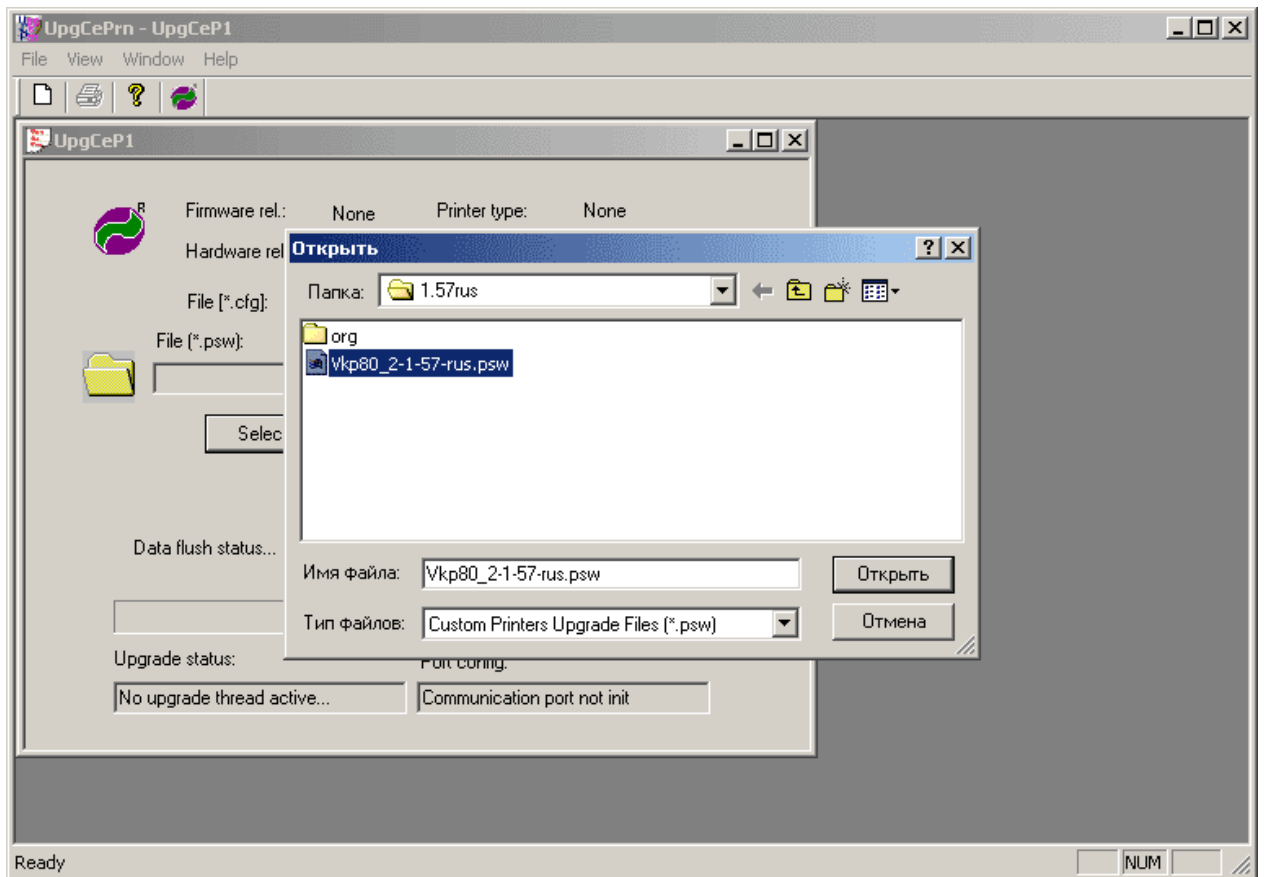 UpgCePrn - UpgCeP1
File View Window Help
UpgCeP1
R
Firmware rel.: None Printer type: None
Hardware rel
File [*.cfg]:
File (*.psw):
Selec
Data flush status...
Upgrade status: Port config:
No upgrade thread active... Communication port not init
Открыть
Папка: 1.57rus
org
Vkp80_2-1-57-rus.psw
Имя файла: Vkp80_2-1-57-rus.psw Открыть
Тип файлов: Custom Printers Upgrade Files (*.psw) Отмена
Ready NUM